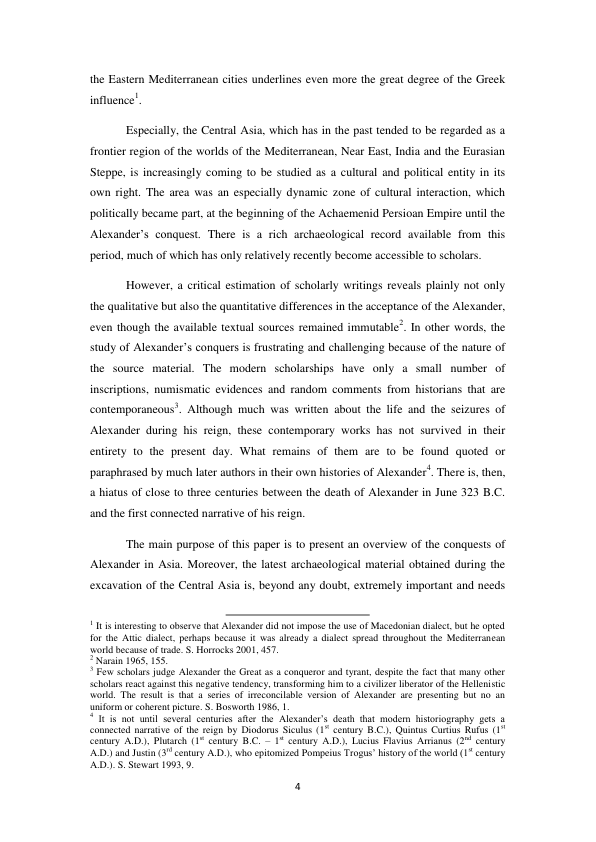 the Eastern Mediterranean cities underlines even more the great degree of the Greek
influence1.
Especially, the Central Asia, which has in the past tended to be regarded as a
frontier region of the worlds of the Mediterranean, Near East, India and the Eurasian
Steppe, is increasingly coming to be studied as a cultural and political entity in its
own right. The area was an especially dynamic zone of cultural interaction, which
politically became part, at the beginning of the Achaemenid Persioan Empire until the
Alexander's conquest. There is a rich archaeological record available from this
period, much of which has only relatively recently become accessible to scholars.
However, a critical estimation of scholarly writings reveals plainly not only
the qualitative but also the quantitative differences in the acceptance of the Alexander,
even though the available textual sources remained immutable2. In other words, the
study of Alexander's conquers is frustrating and challenging because of the nature of
the source material. The modern scholarships have only a small number of
inscriptions, numismatic evidences and random comments from historians that are
contemporaneous3. Although much was written about the life and the seizures of
Alexander during his reign, these contemporary works has not survived in their
entirety to the present day. What remains of them are to be found quoted or
paraphrased by much later authors in their own histories of Alexander4. There is, then,
a hiatus of close to three centuries between the death of Alexander in June 323 B.C.
and the first connected narrative of his reign.
The main purpose of this paper is to present an overview of the conquests of
Alexander in Asia. Moreover, the latest archaeological material obtained during the
excavation of the Central Asia is, beyond any doubt, extremely important and needs
1 It is interesting to observe that Alexander did not impose the use of Macedonian dialect, but he opted
for the Attic dialect, perhaps because it was already a dialect spread throughout the Mediterranean
world because of trade. S. Horrocks 2001, 457.
2 Narain 1965, 155.
3 Few scholars judge Alexander the Great as a conqueror and tyrant, despite the fact that many other
scholars react against this negative tendency, transforming him to a civilizer liberator of the Hellenistic
world. The result is that a series of irreconcilable version of Alexander are presenting but no an
uniform or coherent picture. S. Bosworth 1986, 1.
4 It is not until several centuries after the Alexander's death that modern historiography gets a
connected narrative of the reign by Diodorus Siculus (1st century B.C.), Quintus Curtius Rufus (1st
century A.D.), Plutarch (1st century B.C. – 1st century A.D.), Lucius Flavius Arrianus (2nd century
A.D.) and Justin (3rd century A.D.), who epitomized Pompeius Trogus' history of the world (1st century
A.D.). S. Stewart 1993, 9.
4